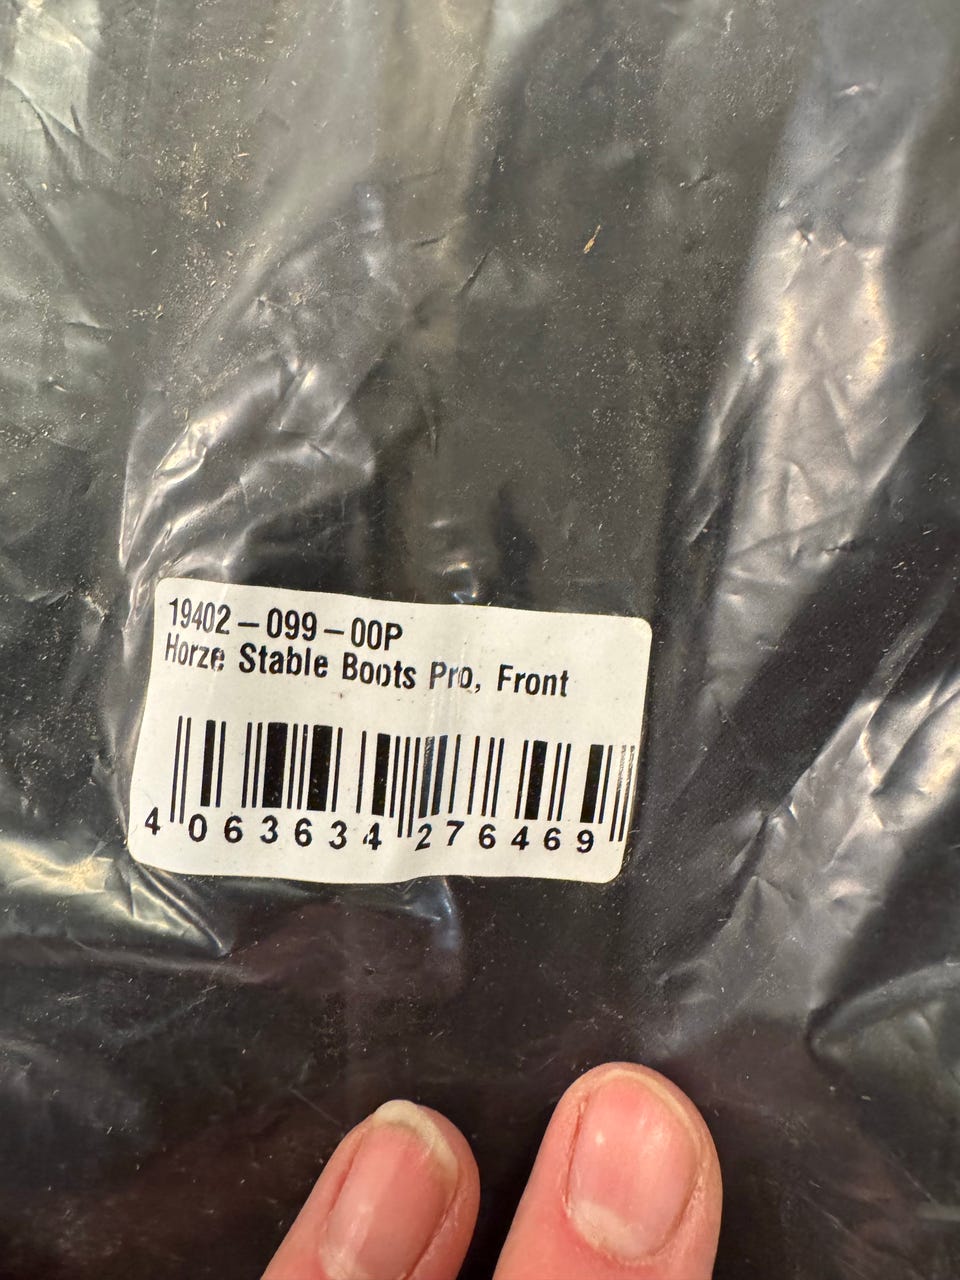 19402-099-00P
Horze Stable Boots Pro, Front
4 063634 276469